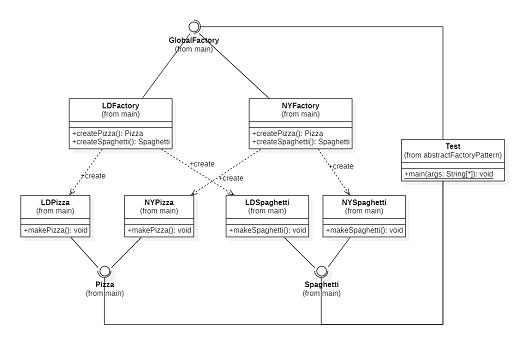 GlobalFactory
(from main)
LDFactory
(from main)
+createPizza(): Pizza
+createSpaghetti(): Spaghetti
NYFactory
(from main)
+createPizza(): Pizza
+createSpaghetti(): Spaghetti
Test
(from abstractFactoryPattern)
+main(args: String[*]): void
+create
+create
+create
LDPizza
(from main)
+makePizza(): void
NYPizza
(from main)
+makePizza(): void
LDSpaghetti
(from main)
+makeSpaghetti(): void
NYSpaghetti
(from main)
+makeSpaghetti(): void
Pizza
(from main)
Spaghetti
(from main)